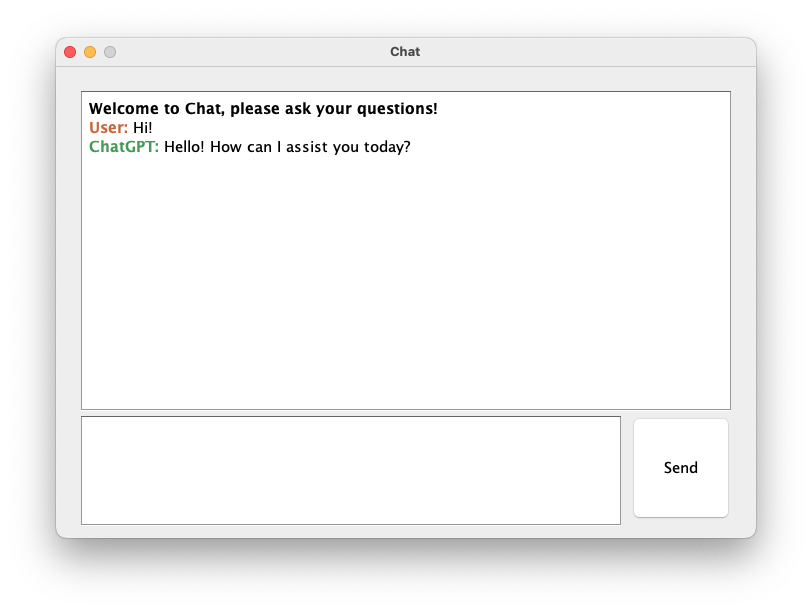 Chat
Welcome to Chat, please ask your questions!
User: Hi!
ChatGPT: Hello! How can I assist you today?
Send